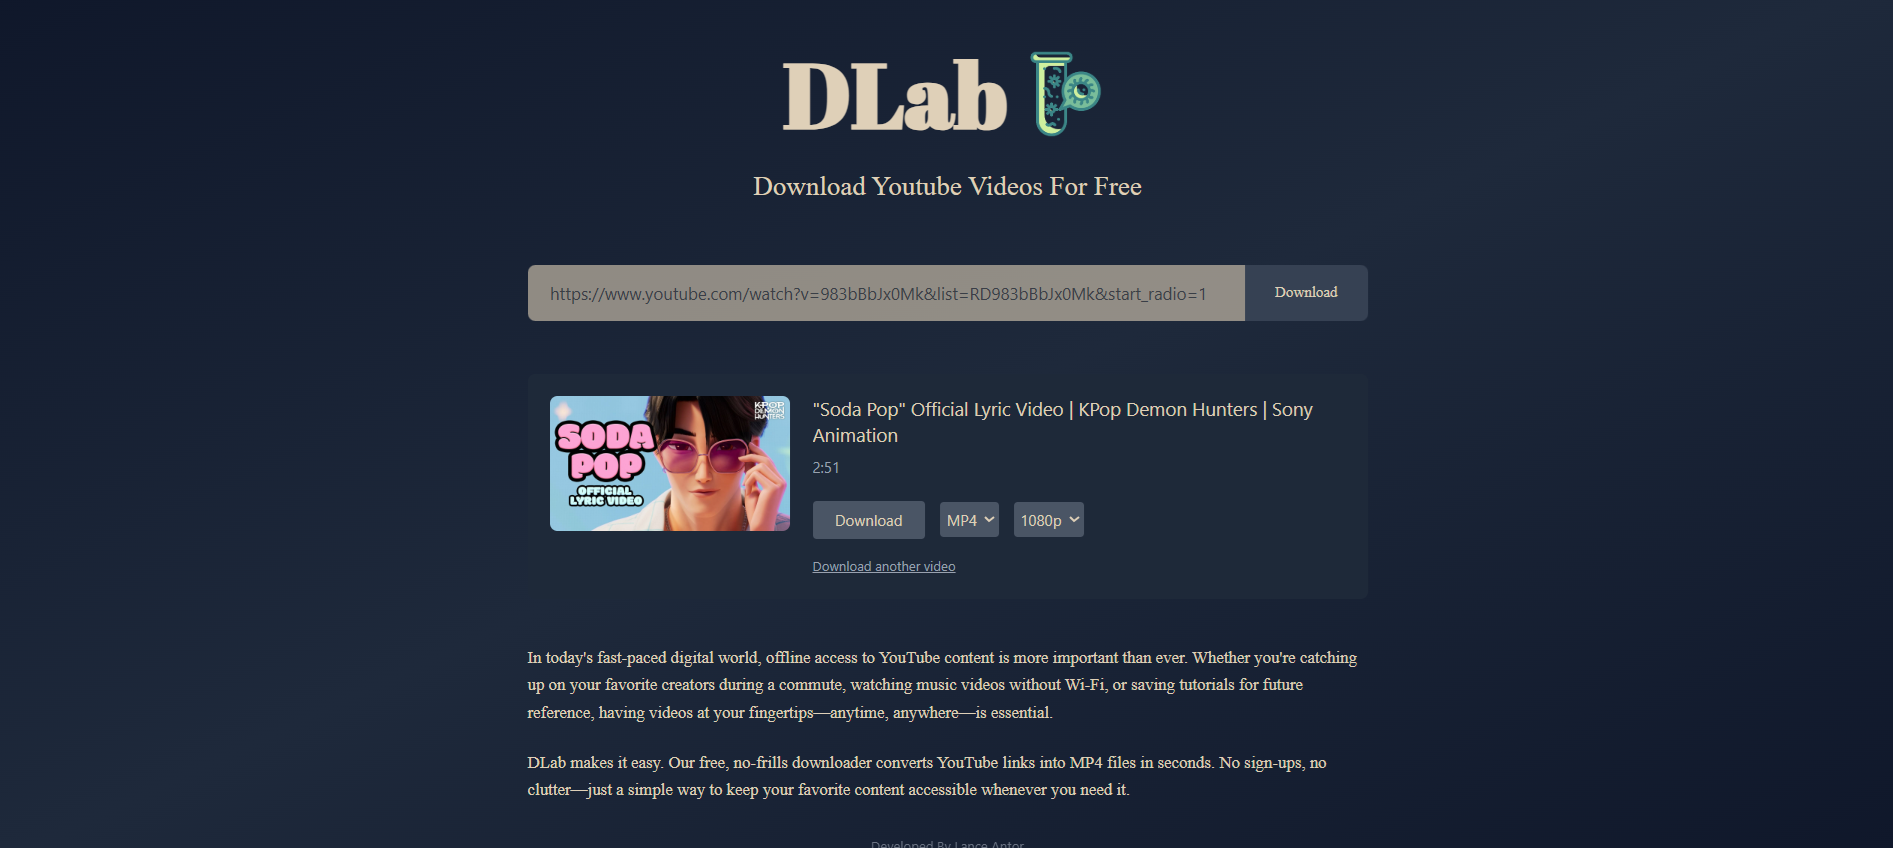 DLab
Download Youtube Videos For Free
https://www.youtube.com/watch?v=983bBbJx0Mk&list=RD983bBbJx0Mk&start_radio=1
Download
K-POP
DEMON
HUNTERS
SODA
POP
OFFICIAL
LYRIC VIDEO
"Soda Pop" Official Lyric Video | KPop Demon Hunters | Sony
Animation
2:51
Download
MP4
1080p
Download another video
In today's fast-paced digital world, offline access to YouTube content is more important than ever. Whether you're catching
up on your favorite creators during a commute, watching music videos without Wi-Fi, or saving tutorials for future
reference, having videos at your fingertips—anytime, anywhere—is essential.
DLab makes it easy. Our free, no-frills downloader converts YouTube links into MP4 files in seconds. No sign-ups, no
clutter—just a simple way to keep your favorite content accessible whenever you need it.
Developed By Lance Antor